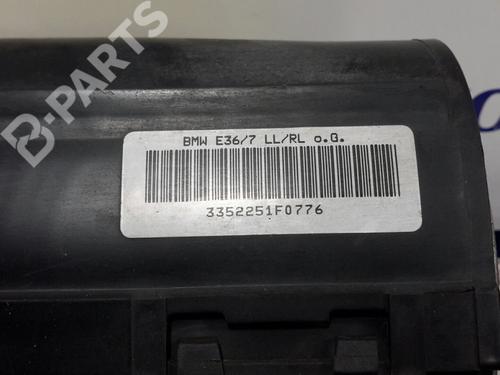 B-PARTS
BMW E36/7 LL/RL o.G.
3352251F0776